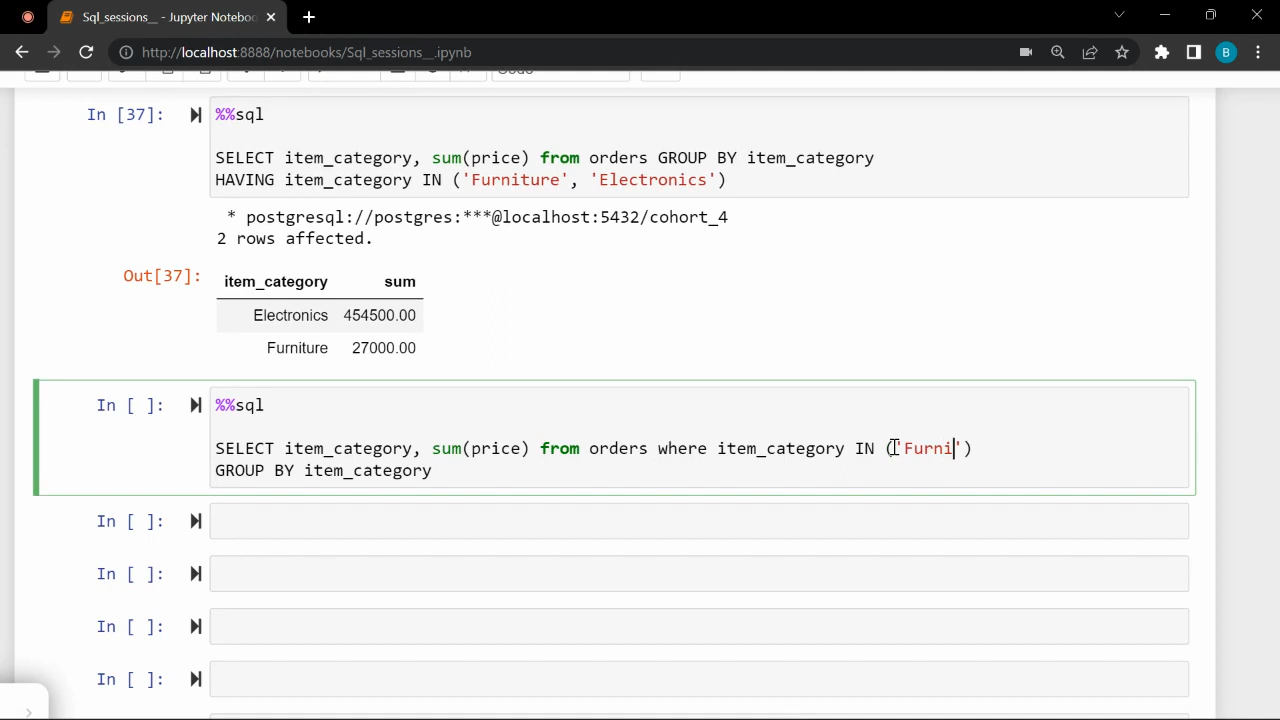 Sql_sessions__ - Jupyter Noteboo
http://localhost:8888/notebooks/Sql_sessions__.ipynb
B
In [37]:
%%sql
SELECT item_category, sum(price) from orders GROUP BY item_category
HAVING item_category IN ('Furniture', 'Electronics')
* postgresql://postgres:***@localhost:5432/cohort_4
2 rows affected.
Out[37]:
item_category sum
Electronics 454500.00
Furniture 27000.00
In [ ]:
%%sql
SELECT item_category, sum(price) from orders where item_category IN ('Furni')
GROUP BY item_category
In [ ]:
In [ ]:
In [ ]:
In [ ]: